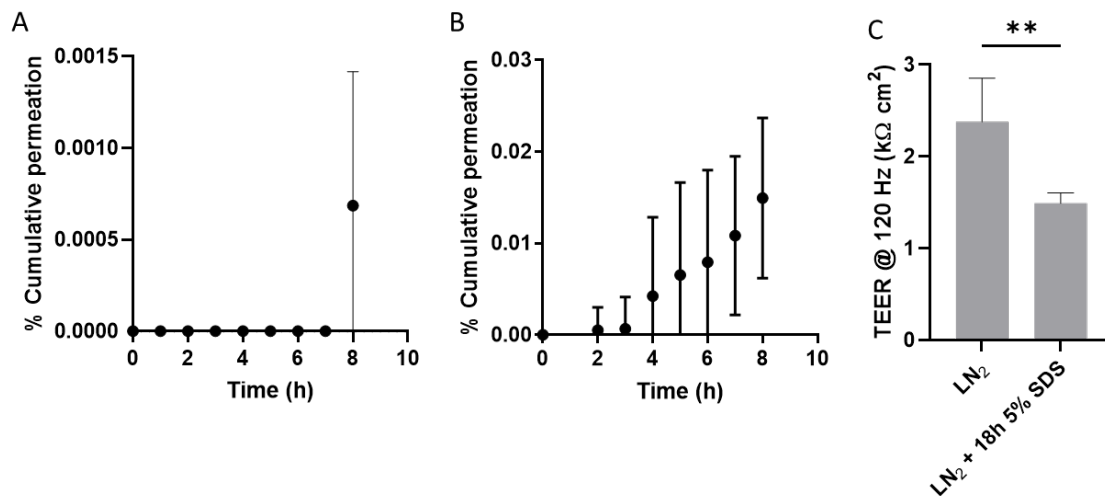 A
% Cumulative permeation
0.0015
0.0010
0.0005
0.0000
0 2 4 6 8 10
Time (h)
B
% Cumulative permeation
0.03
0.02
0.01
0.00
0 2 4 6 8 10
Time (h)
C
**
TEER @ 120 Hz (kΩ cm²)
3
2
1
0
LN₂
LN₂ + 18h 5% SDS